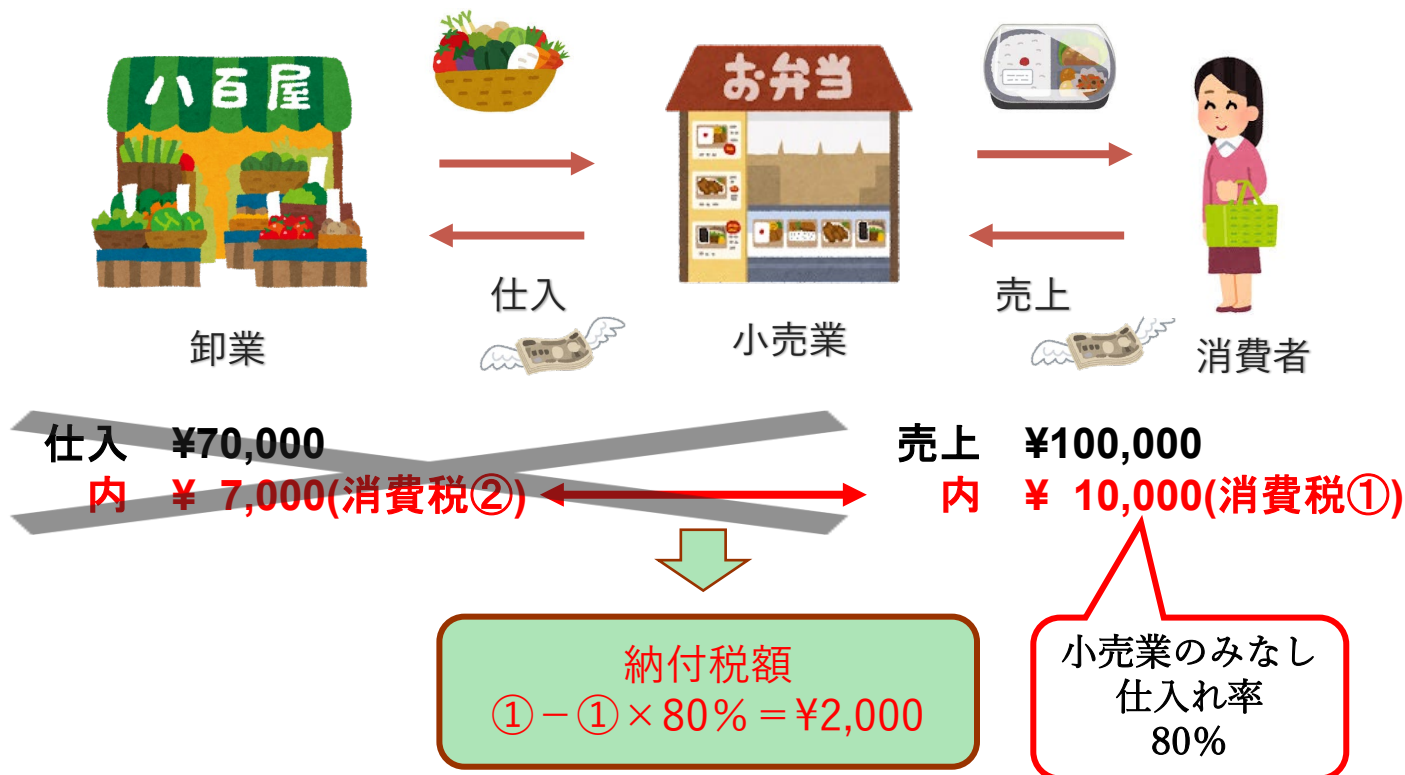 八百屋
お弁当
仕入
売上
卸業
小売業
消費者
仕入 ¥70,000
内 ¥ 7,000(消費税②)
売上 ¥100,000
内 ¥ 10,000(消費税①)
納付税額
①－①×80％＝¥2,000
小売業のみなし
仕入れ率
80%